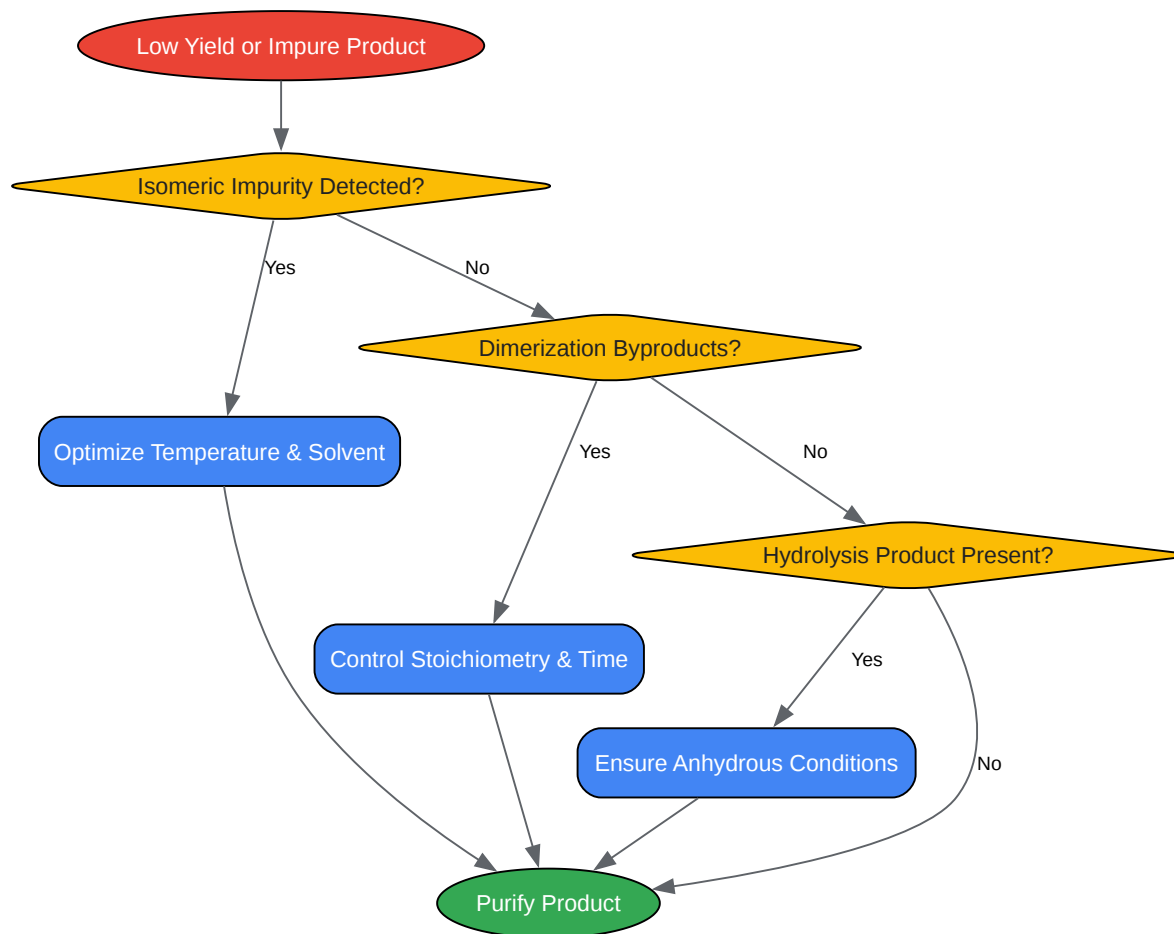 Low Yield or Impure Product
Isomeric Impurity Detected?
Yes
No
Dimerization Byproducts?
Optimize Temperature & Solvent
Yes
No
Hydrolysis Product Present?
Control Stoichiometry & Time
Yes
Ensure Anhydrous Conditions
No
Purify Product